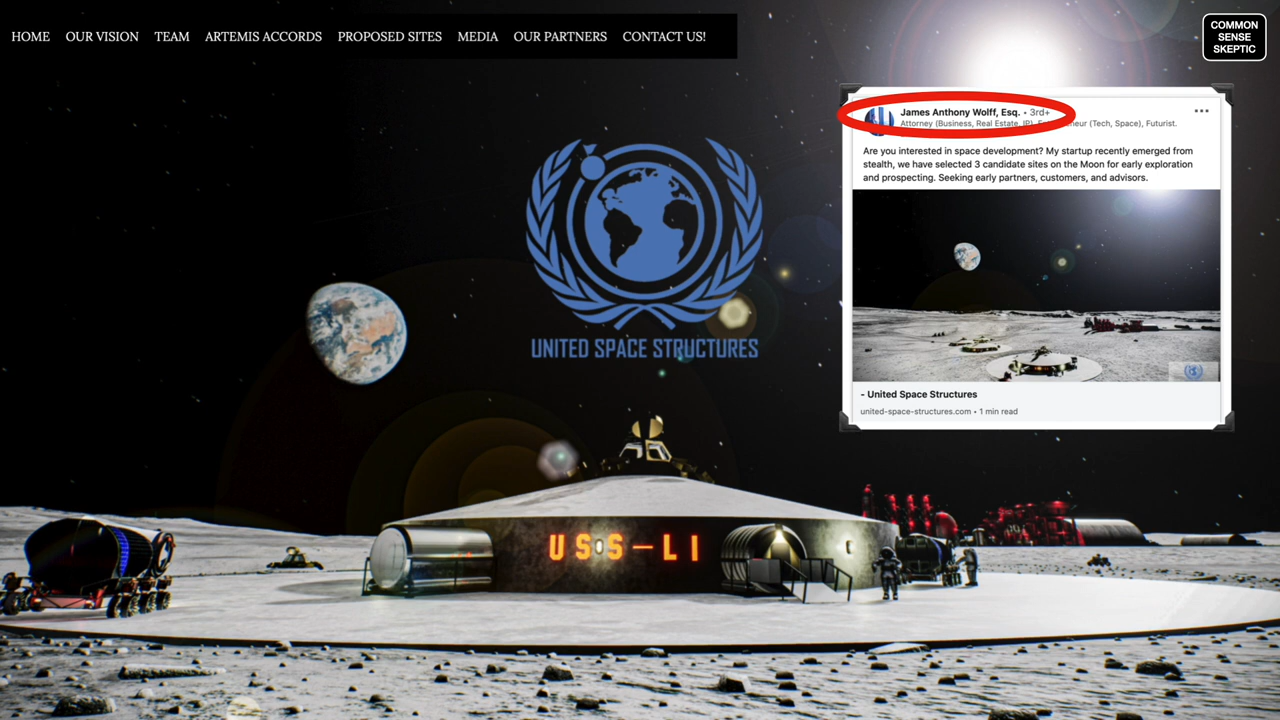 HOME OUR VISION TEAM ARTEMIS ACCORDS PROPOSED SITES MEDIA OUR PARTNERS CONTACT US!
COMMON
SENSE
SKEPTIC
James Anthony Wolff, Esq. • 3rd+
Attorney (Business, Real Estate, IP), (Tech, Space), Futurist.
Are you interested in space development? My startup recently emerged from
stealth, we have selected 3 candidate sites on the Moon for early exploration
and prospecting. Seeking early partners, customers, and advisors.
- United Space Structures
united-space-structures.com • 1 min read
UNITED SPACE STRUCTURES
USS-LI